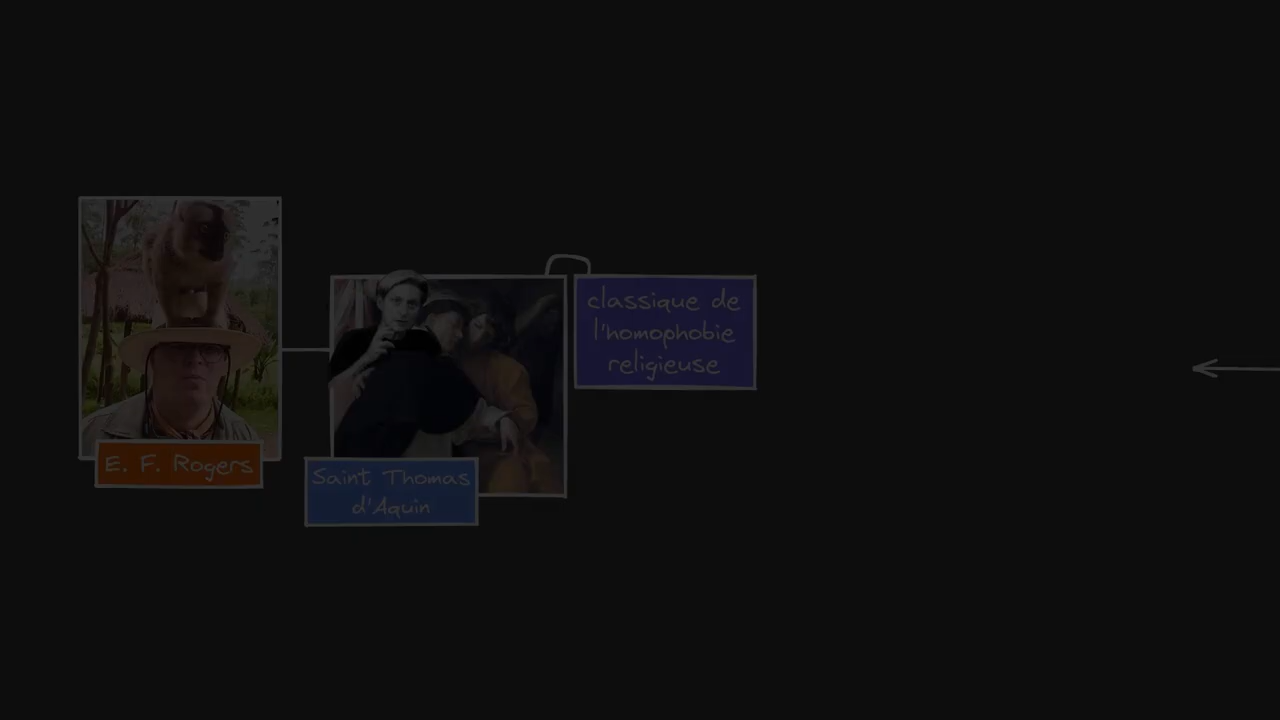 classique de
l'homophobie
religieuse
E. F. Rogers
Saint Thomas
d'Aquin